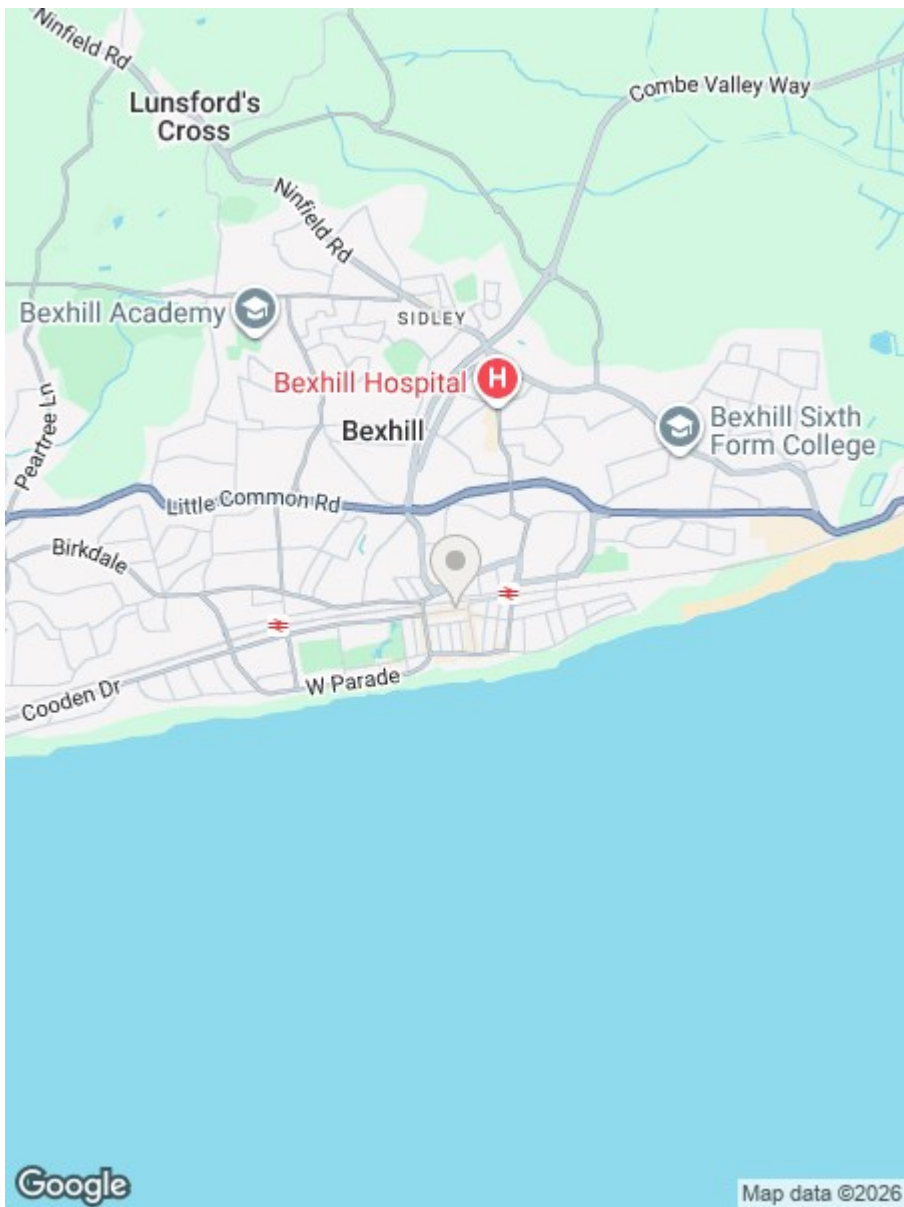 Ninfield Rd
Lunsford's
Cross
Combe Valley Way
Ninfield Rd
Bexhill Academy
SIDLEY
Bexhill Hospital
H
Peartree Ln
Bexhill
Bexhill Sixth
Form College
Little Common Rd
Birkdale
W Parade
Cooden Dr
Google
Map data ©2026